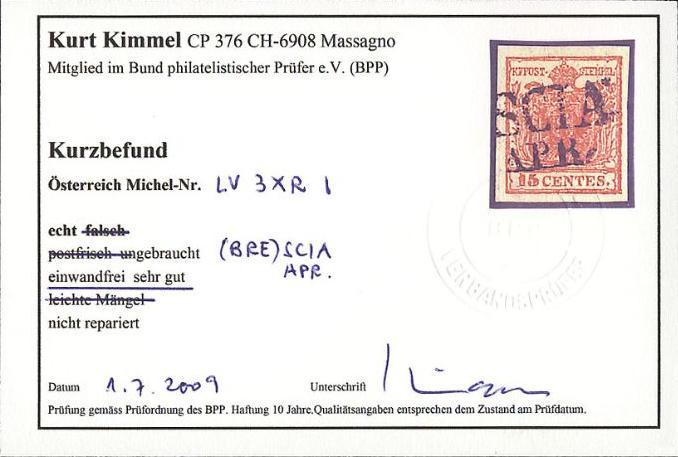 Kurt Kimmel CP 376 CH-6908 Massagno
Mitglied im Bund philatelistischer Prüfer e.V. (BPP)
K.K.POST-STEMPEL
SCIA
APR.
15 CENTES.
Kurzbefund
Österreich Michel-Nr. LV 3XR I
echt falsch
postfrisch ungebraucht (BRE)SCIA
APR.
einwandfrei sehr gut
leichte Mängel
nicht repariert
VERBANDSPRÜFER
Datum 1.7.2009 Unterschrift
Prüfung gemäss Prüfordnung des BPP. Haftung 10 Jahre.Qualitätsangaben entsprechen dem Zustand am Prüfdatum.